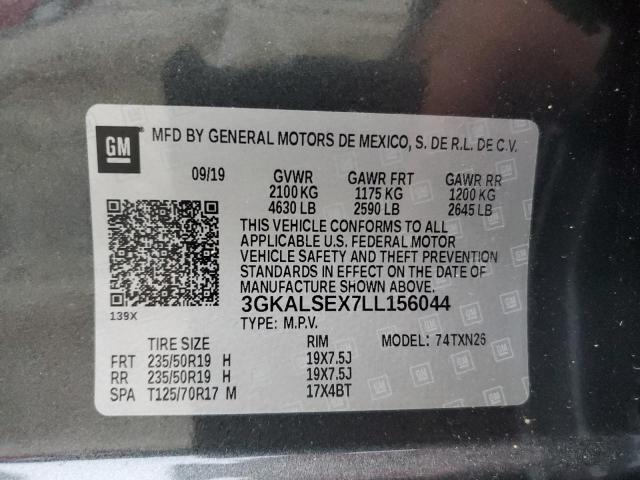 GM MFD BY GENERAL MOTORS DE MEXICO, S. DE R.L. DE C.V.
09/19 GVWR GAWR FRT GAWR RR
2100 KG 1175 KG 1200 KG
4630 LB 2590 LB 2645 LB
THIS VEHICLE CONFORMS TO ALL
APPLICABLE U.S. FEDERAL MOTOR
VEHICLE SAFETY AND THEFT PREVENTION
STANDARDS IN EFFECT ON THE DATE OF
MANUFACTURE SHOWN ABOVE.
3GKALSEX7LL156044
139X TYPE: M.P.V.
TIRE SIZE RIM MODEL: 74TXN26
FRT 235/50R19 H 19X7.5J
RR 235/50R19 H 19X7.5J
SPA T125/70R17 M 17X4BT